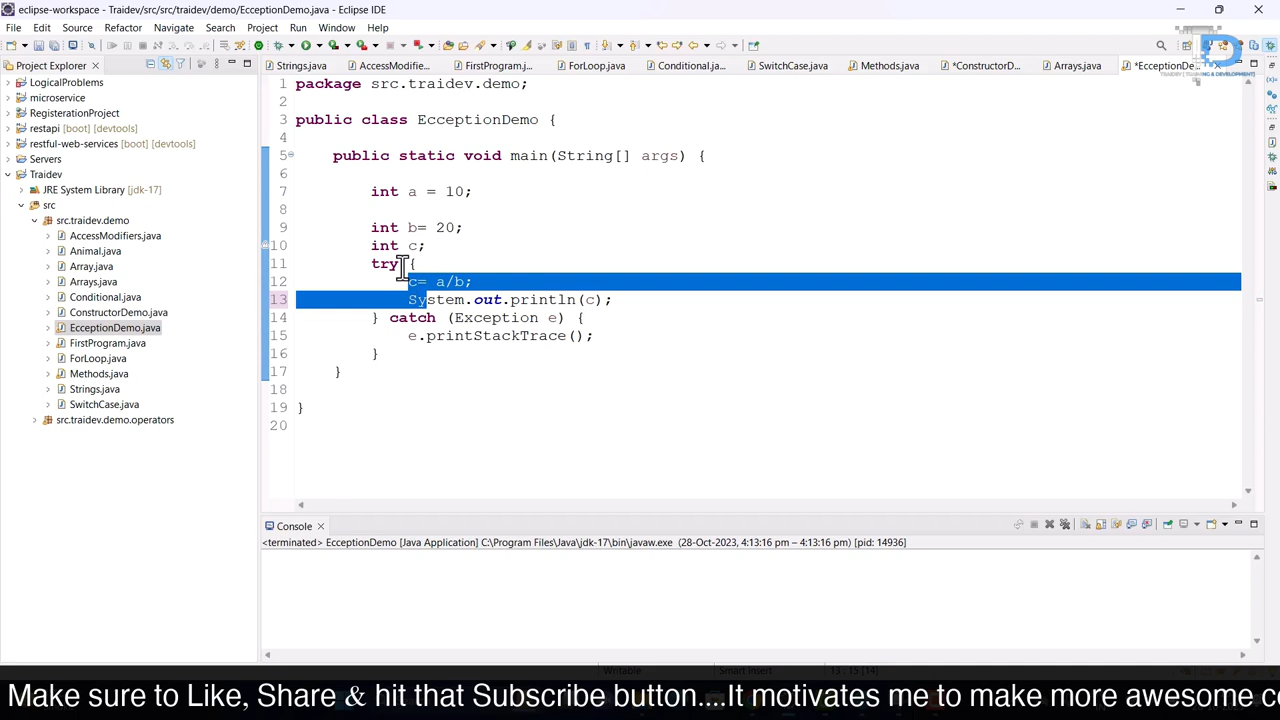 eclipse-workspace - Traidev/src/src/traidev/demo/EcceptionDemo.java - Eclipse IDE
File Edit Source Refactor Navigate Search Project Run Window Help
Project Explorer
Strings.java AccessModifie... FirstProgram.j... ForLoop.java Conditional.ja... SwitchCase.java Methods.java *ConstructorD... Arrays.java *EcceptionDe...
LogicalProblems
microservice
RegisterationProject
restapi [boot] [devtools]
restful-web-services [boot] [devtools]
Servers
Traidev
JRE System Library [jdk-17]
src
src.traidev.demo
AccessModifiers.java
Animal.java
Array.java
Arrays.java
Conditional.java
ConstructorDemo.java
EcceptionDemo.java
FirstProgram.java
ForLoop.java
Methods.java
Strings.java
SwitchCase.java
src.traidev.demo.operators
1 package src.traidev.demo;
2
3 public class EcceptionDemo {
4
5 public static void main(String[] args) {
6
7 int a = 10;
8
9 int b= 20;
10 int c;
11 try {
12 c= a/b;
13 System.out.println(c);
14 } catch (Exception e) {
15 e.printStackTrace();
16 }
17 }
18
19 }
20
Console
<terminated> EcceptionDemo [Java Application] C:\Program Files\Java\jdk-17\bin\javaw.exe (28-Oct-2023, 4:13:16 pm – 4:13:16 pm) [pid: 14936]
Writable Smart Insert 13 : 15 [14]
Make sure to Like, Share & hit that Subscribe button....It motivates me to make more awesome c